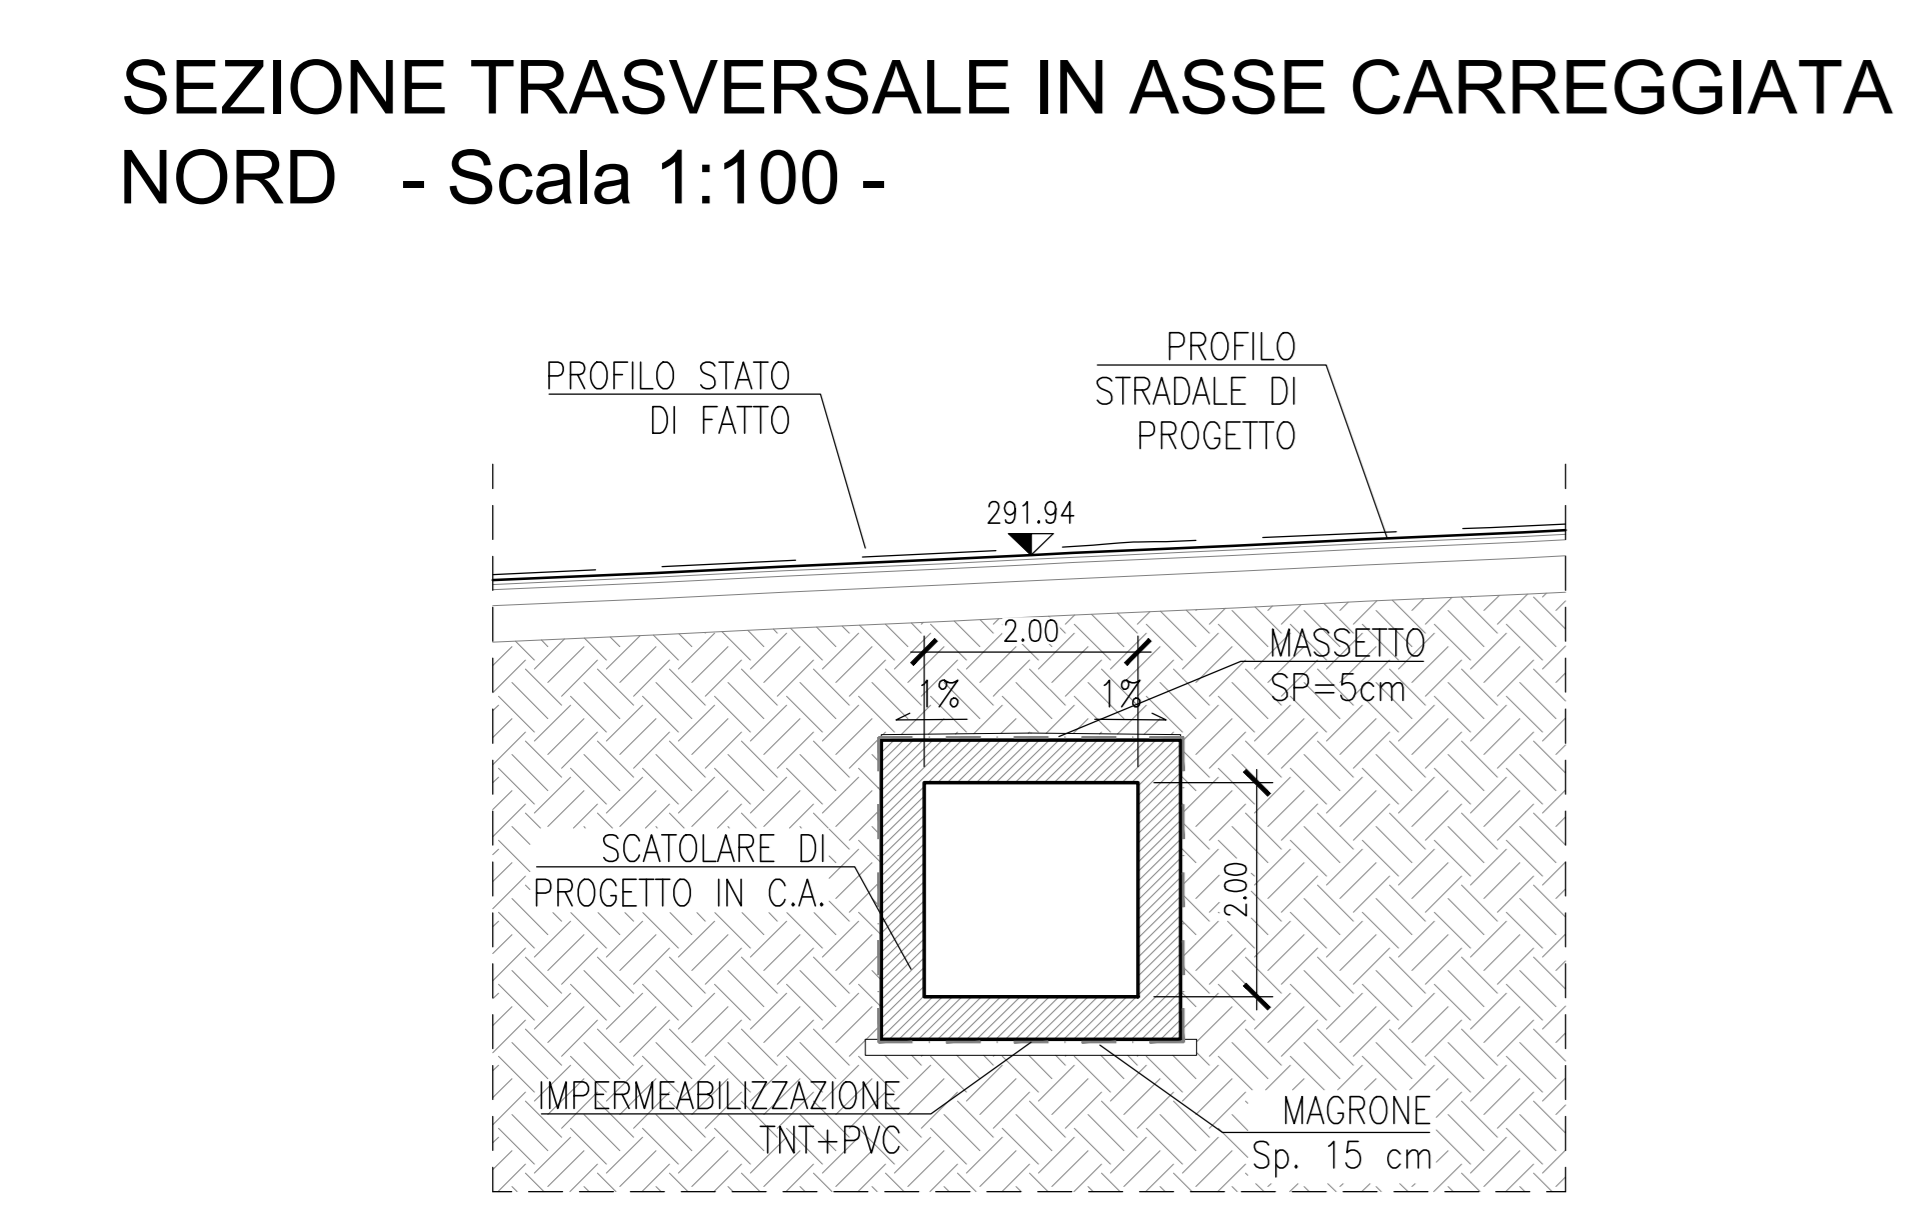 SEZIONE TRASVERSALE IN ASSE CARREGGIATA
NORD - Scala 1:100 -
PROFILO STATO
DI FATTO
PROFILO
STRADALE DI
PROGETTO
291.94
2.00
MASSETTO
SP=5cm
1%
1%
SCATOLARE DI
PROGETTO IN C.A.
2.00
IMPERMEABILIZZAZIONE
TNT+PVC
MAGRONE
Sp. 15 cm